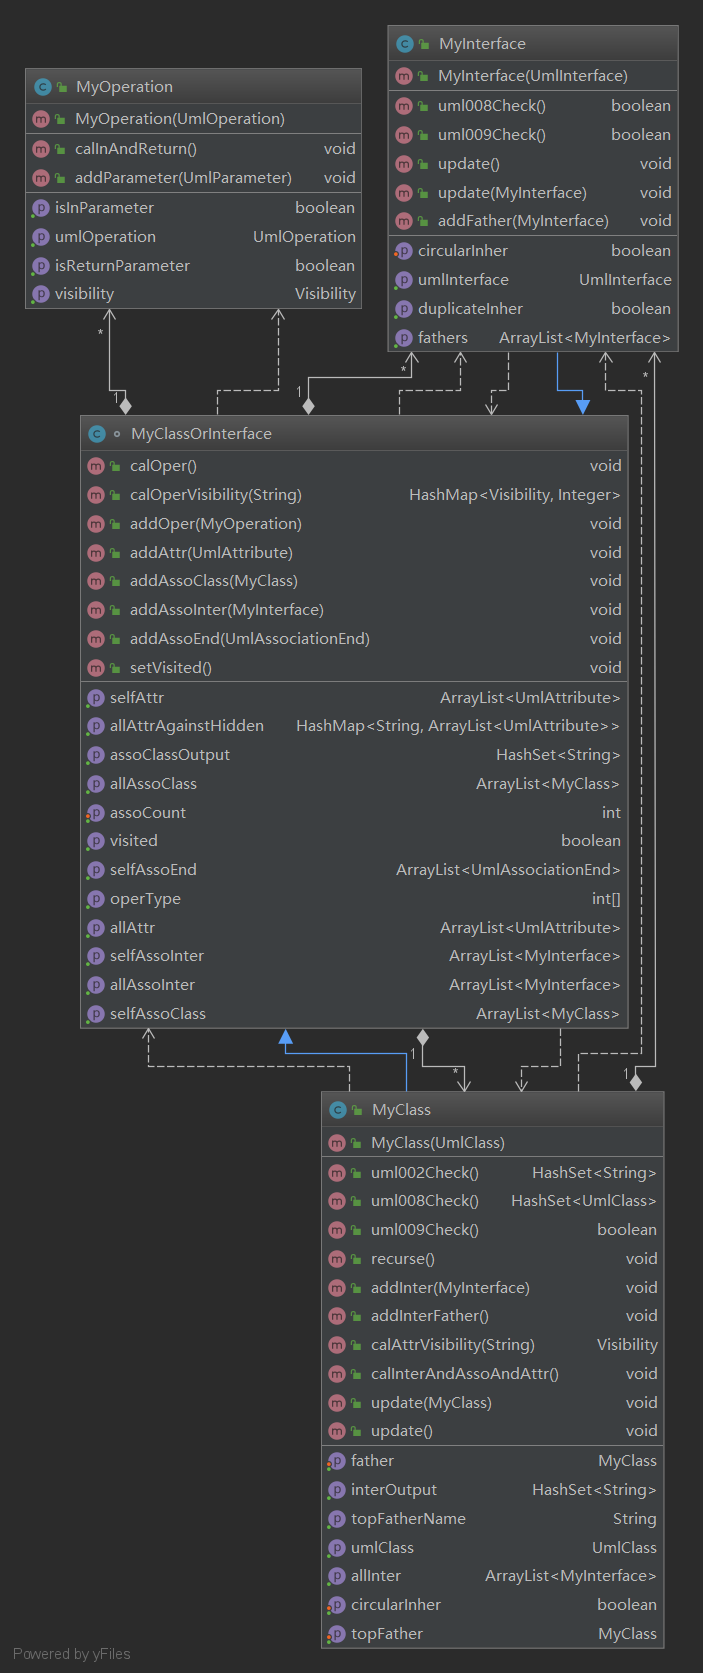 MyInterface
MyInterface(UmlInterface)
uml008Check() boolean
uml009Check() boolean
update() void
update(MyInterface) void
addFather(MyInterface) void
circularInher boolean
umlInterface UmlInterface
duplicateInher boolean
fathers ArrayList<MyInterface>
MyOperation
MyOperation(UmlOperation)
calInAndReturn() void
addParameter(UmlParameter) void
isInParameter boolean
umlOperation UmlOperation
isReturnParameter boolean
visibility Visibility
*
*
*
1
1
MyClassOrInterface
calOper() void
calOperVisibility(String) HashMap<Visibility, Integer>
addOper(MyOperation) void
addAttr(UmlAttribute) void
addAssoClass(MyClass) void
addAssoInter(MyInterface) void
addAssoEnd(UmlAssociationEnd) void
setVisited() void
selfAttr ArrayList<UmlAttribute>
allAttrAgainstHidden HashMap<String, ArrayList<UmlAttribute>>
assoClassOutput HashSet<String>
allAssoClass ArrayList<MyClass>
assoCount int
visited boolean
selfAssoEnd ArrayList<UmlAssociationEnd>
operType int[]
allAttr ArrayList<UmlAttribute>
selfAssoInter ArrayList<MyInterface>
allAssoInter ArrayList<MyInterface>
selfAssoClass ArrayList<MyClass>
1
*
1
MyClass
MyClass(UmlClass)
uml002Check() HashSet<String>
uml008Check() HashSet<UmlClass>
uml009Check() boolean
recurse() void
addInter(MyInterface) void
addInterFather() void
calAttrVisibility(String) Visibility
calInterAndAssoAndAttr() void
update(MyClass) void
update() void
father MyClass
interOutput HashSet<String>
topFatherName String
umlClass UmlClass
allInter ArrayList<MyInterface>
circularInher boolean
topFather MyClass
Powered by yFiles